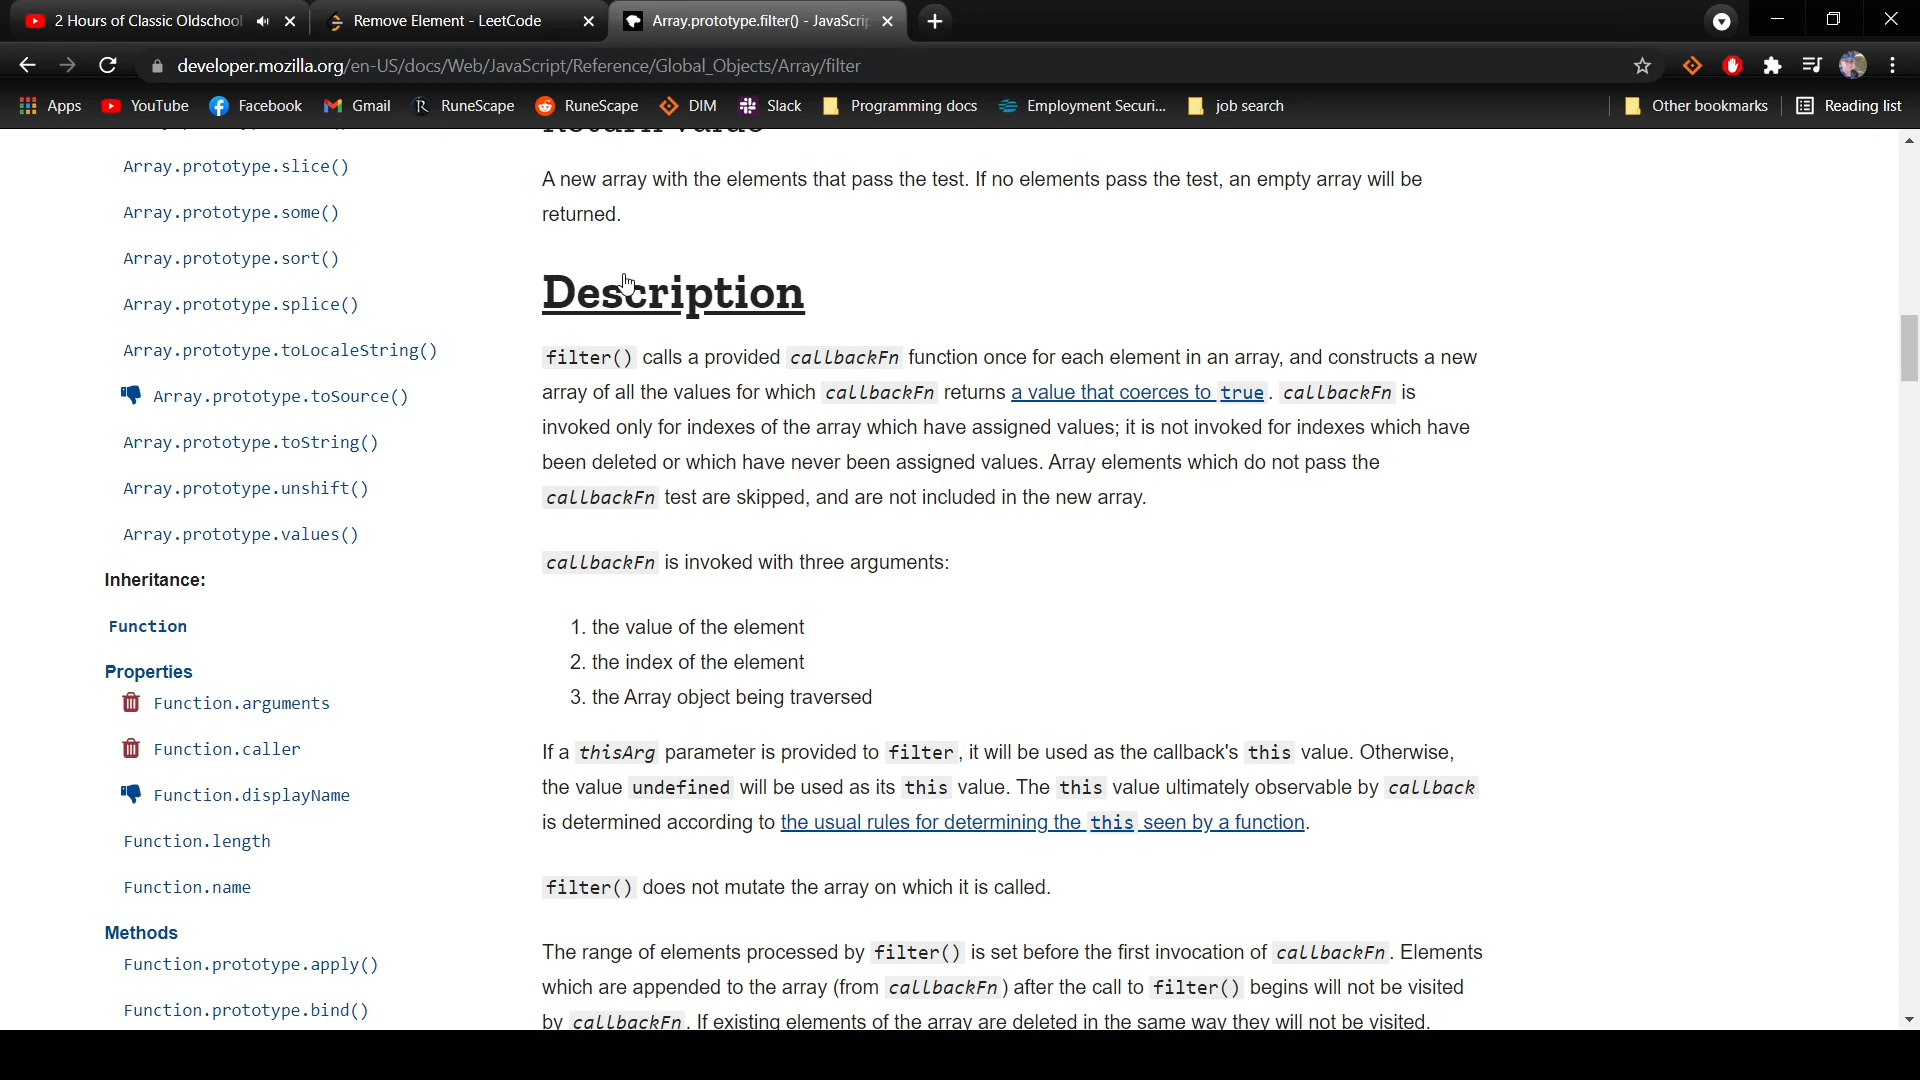 2 Hours of Classic Oldschool
Remove Element - LeetCode
Array.prototype.filter() - JavaScrip
developer.mozilla.org/en-US/docs/Web/JavaScript/Reference/Global_Objects/Array/filter
Apps
YouTube
Facebook
Gmail
RuneScape
RuneScape
DIM
Slack
Programming docs
Employment Securi...
job search
Other bookmarks
Reading list
Array.prototype.slice()
Array.prototype.some()
Array.prototype.sort()
Array.prototype.splice()
Array.prototype.toLocaleString()
Array.prototype.toSource()
Array.prototype.toString()
Array.prototype.unshift()
Array.prototype.values()
Inheritance:
Function
Properties
Function.arguments
Function.caller
Function.displayName
Function.length
Function.name
Methods
Function.prototype.apply()
Function.prototype.bind()
Return value
A new array with the elements that pass the test. If no elements pass the test, an empty array will be
returned.
Description
filter() calls a provided callbackFn function once for each element in an array, and constructs a new
array of all the values for which callbackFn returns a value that coerces to true. callbackFn is
invoked only for indexes of the array which have assigned values; it is not invoked for indexes which have
been deleted or which have never been assigned values. Array elements which do not pass the
callbackFn test are skipped, and are not included in the new array.
callbackFn is invoked with three arguments:
1. the value of the element
2. the index of the element
3. the Array object being traversed
If a thisArg parameter is provided to filter, it will be used as the callback's this value. Otherwise,
the value undefined will be used as its this value. The this value ultimately observable by callback
is determined according to the usual rules for determining the this seen by a function.
filter() does not mutate the array on which it is called.
The range of elements processed by filter() is set before the first invocation of callbackFn. Elements
which are appended to the array (from callbackFn) after the call to filter() begins will not be visited
by callbackFn. If existing elements of the array are deleted in the same way they will not be visited.